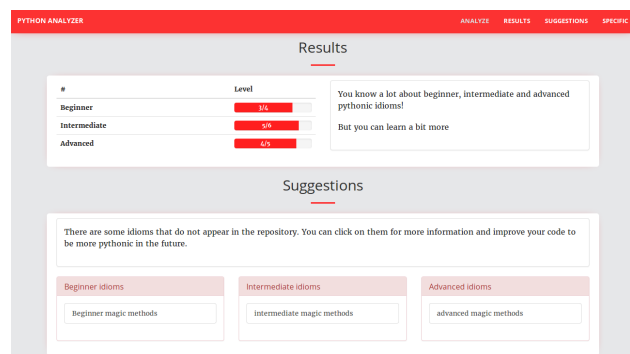 PYTHON ANALYZER
ANALYZE RESULTS SUGGESTIONS SPECIFIC
Results
# Level
Beginner 3/4
Intermediate 5/6
Advanced 4/5
You know a lot about beginner, intermediate and advanced
pythonic idioms!
But you can learn a bit more
Suggestions
There are some idioms that do not appear in the repository. You can click on them for more information and improve your code to
be more pythonic in the future.
Beginner idioms
Beginner magic methods
Intermediate idioms
intermediate magic methods
Advanced idioms
advanced magic methods